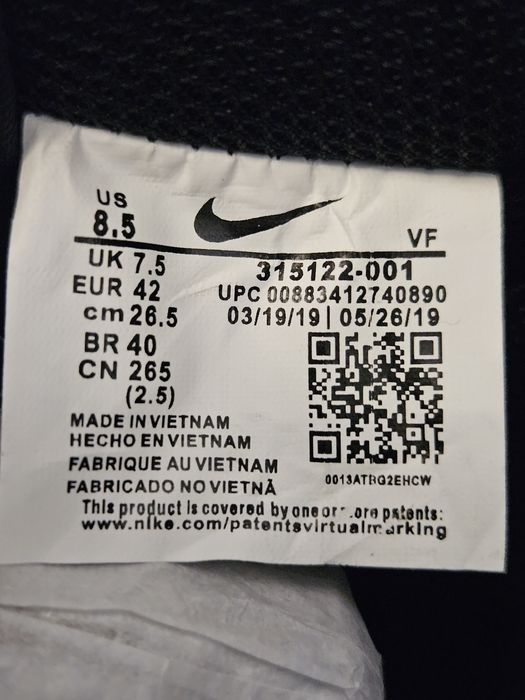 US
8.5
VF
UK 7.5
315122-001
EUR 42
UPC 00883412740890
cm 26.5
03/19/19 | 05/26/19
BR 40
CN 265
(2.5)
MADE IN VIETNAM
HECHO EN VIETNAM
FABRIQUE AU VIETNAM
FABRICADO NO VIETNÃ
0013ATRG2EHCW
This product is covered by one or patents:
www.nike.com/patentsvirtualmarking